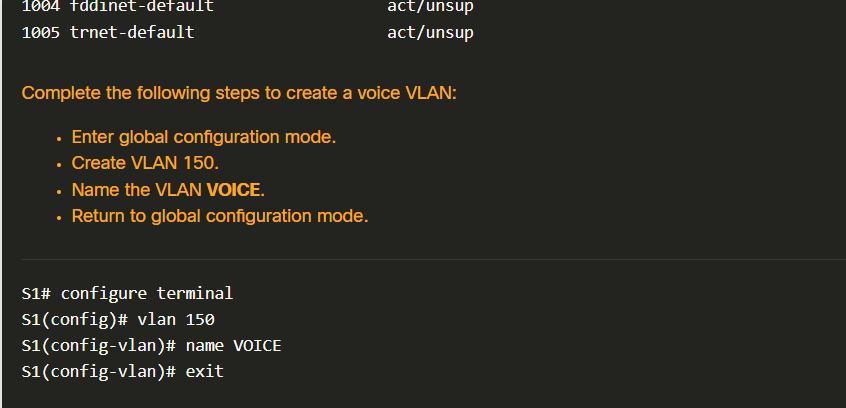 1004 fddinet-default                  act/unsup
1005 trnet-default                    act/unsup
Complete the following steps to create a voice VLAN:
• Enter global configuration mode.
• Create VLAN 150.
• Name the VLAN VOICE.
• Return to global configuration mode.
S1# configure terminal
S1(config)# vlan 150
S1(config-vlan)# name VOICE
S1(config-vlan)# exit